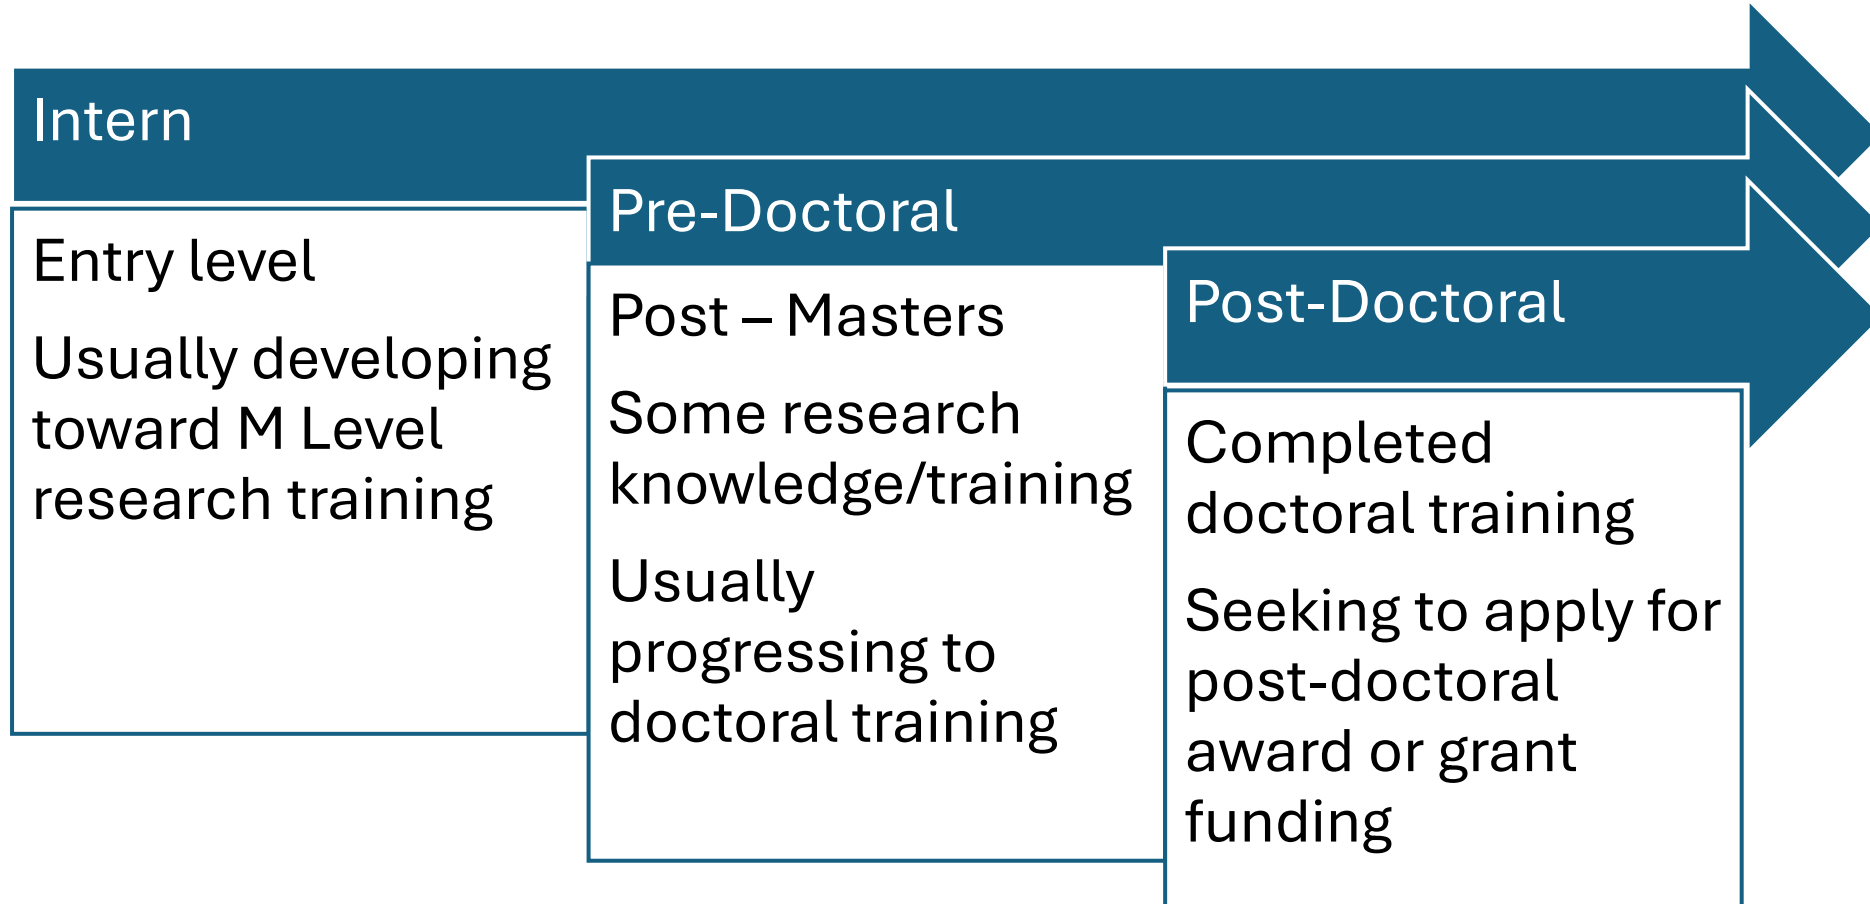 Intern
Entry level
Usually developing
toward M Level
research training
Pre-Doctoral
Post – Masters
Some research
knowledge/training
Usually
progressing to
doctoral training
Post-Doctoral
Completed
doctoral training
Seeking to apply for
post-doctoral
award or grant
funding